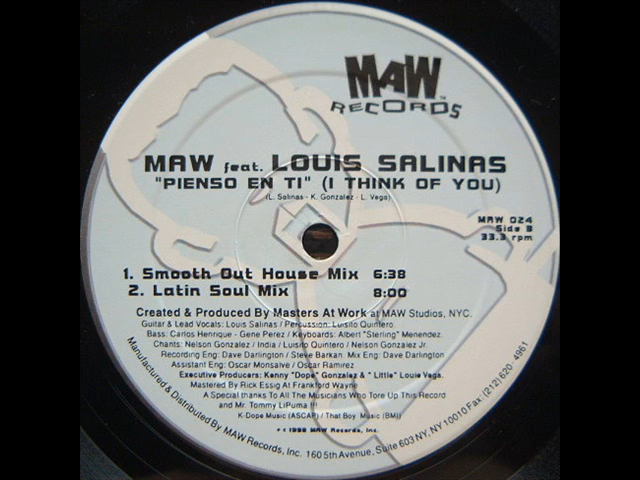 MAW™
RECORDS
MAW feat. LOUIS SALINAS
"PIENSO EN TI" (I THINK OF YOU)
(L. Salinas - K. Gonzalez - L. Vega)
MAW 024
Side B
33.3 rpm
1. Smooth Out House Mix 6:38
2. Latin Soul Mix 8:00
Created & Produced By Masters At Work at MAW Studios, NYC.
Guitar & Lead Vocals: Louis Salinas / Percussion: Luisito Quintero.
Bass: Carlos Henrique - Gene Perez / Keyboards: Albert "Sterling" Menendez.
Chants: Nelson Gonzalez / India / Luisito Quintero / Nelson Gonzalez Jr.
Recording Eng: Dave Darlington / Steve Barkan. Mix Eng: Dave Darlington
Assistant Eng: Oscar Monsalve / Oscar Ramirez
Executive Producers: Kenny "Dope" Gonzalez & " Little" Louie Vega.
Mastered By Rick Essig At Frankford Wayne
A Special thanks To All The Musicians Who Tore Up This Record
and Mr. Tommy LiPuma !!!
K-Dope Music (ASCAP) / That Boy Music (BMI)
1998 MAW Records, Inc.
Manufactured & Distributed By MAW Records, Inc. 160 5th Avenue, Suite 603 NY, NY 10010 Fax: (212) 620 4961